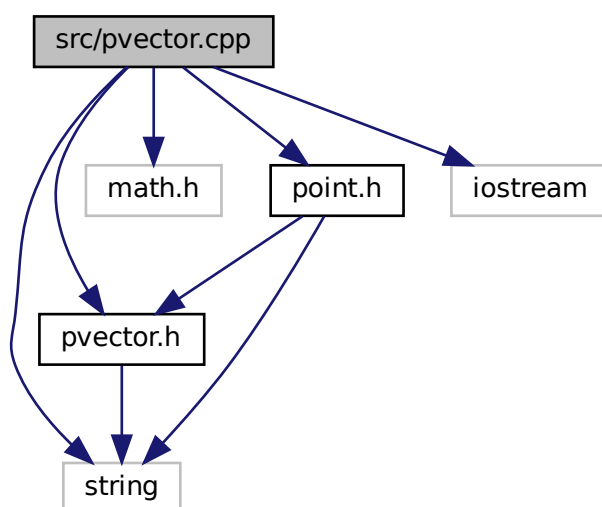 src/pvector.cpp
math.h
point.h
iostream
pvector.h
string